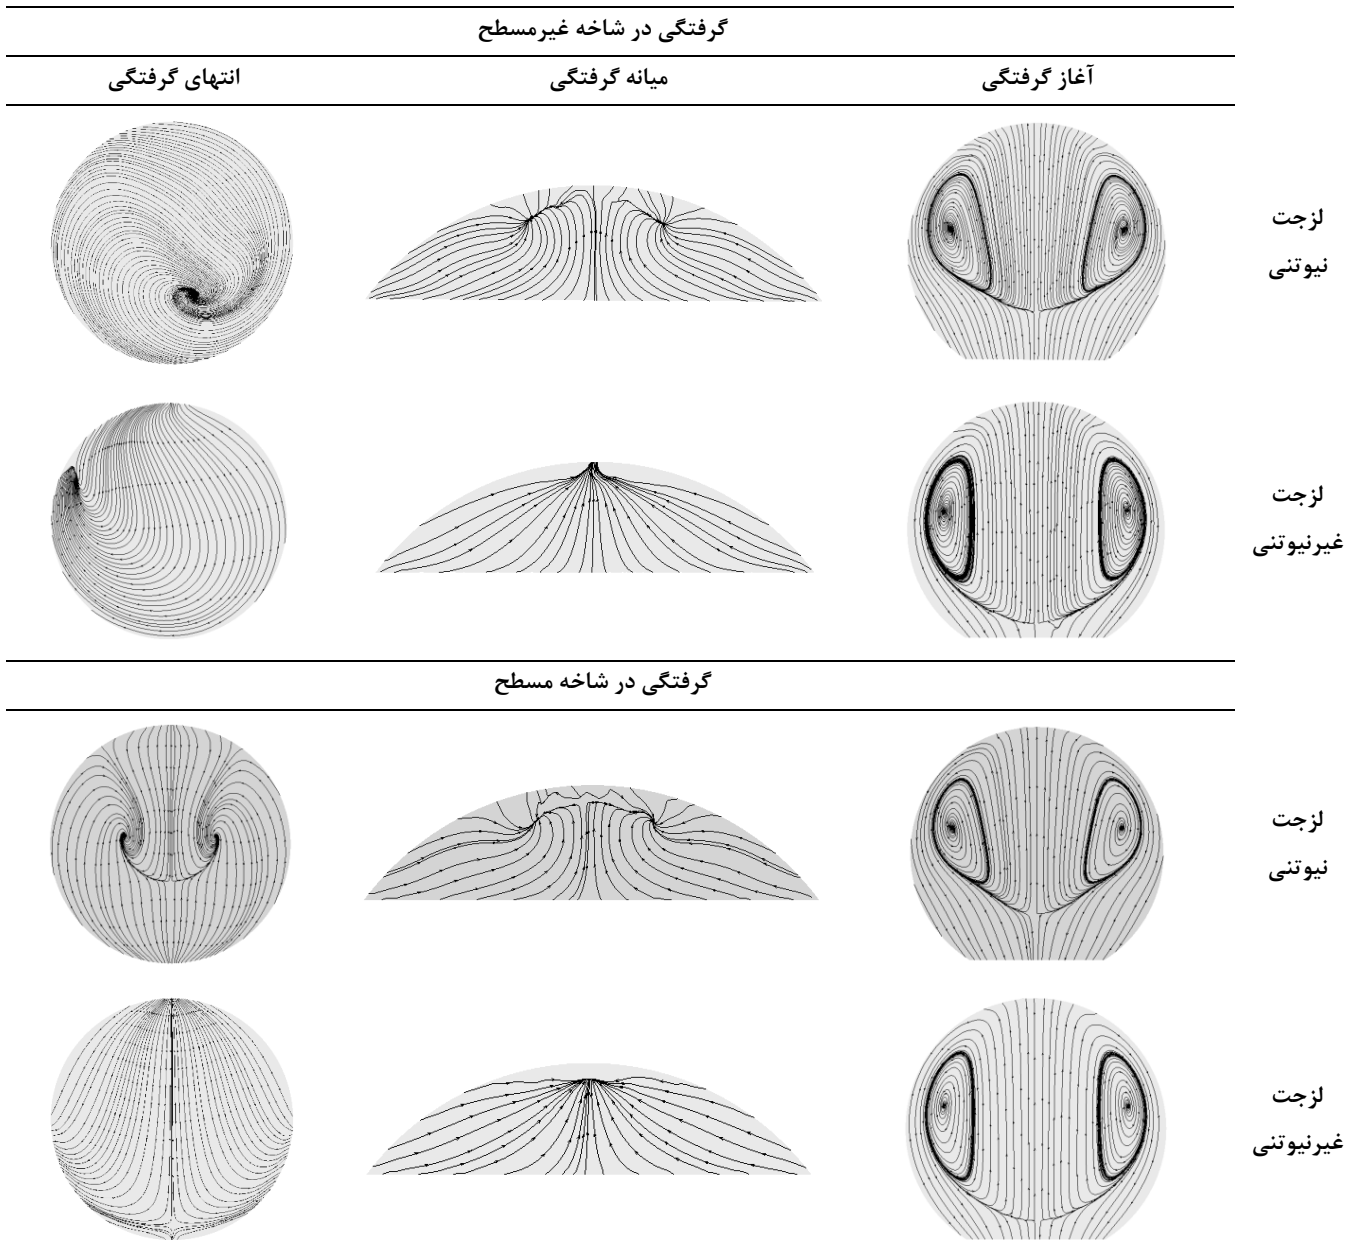 گرفتگی در شاخه غیرمسطح
آغاز گرفتگی
میانه گرفتگی
انتهای گرفتگی
لزجت
نیوتنی
لزجت
غیرنیوتنی
گرفتگی در شاخه مسطح
لزجت
نیوتنی
لزجت
غیرنیوتنی